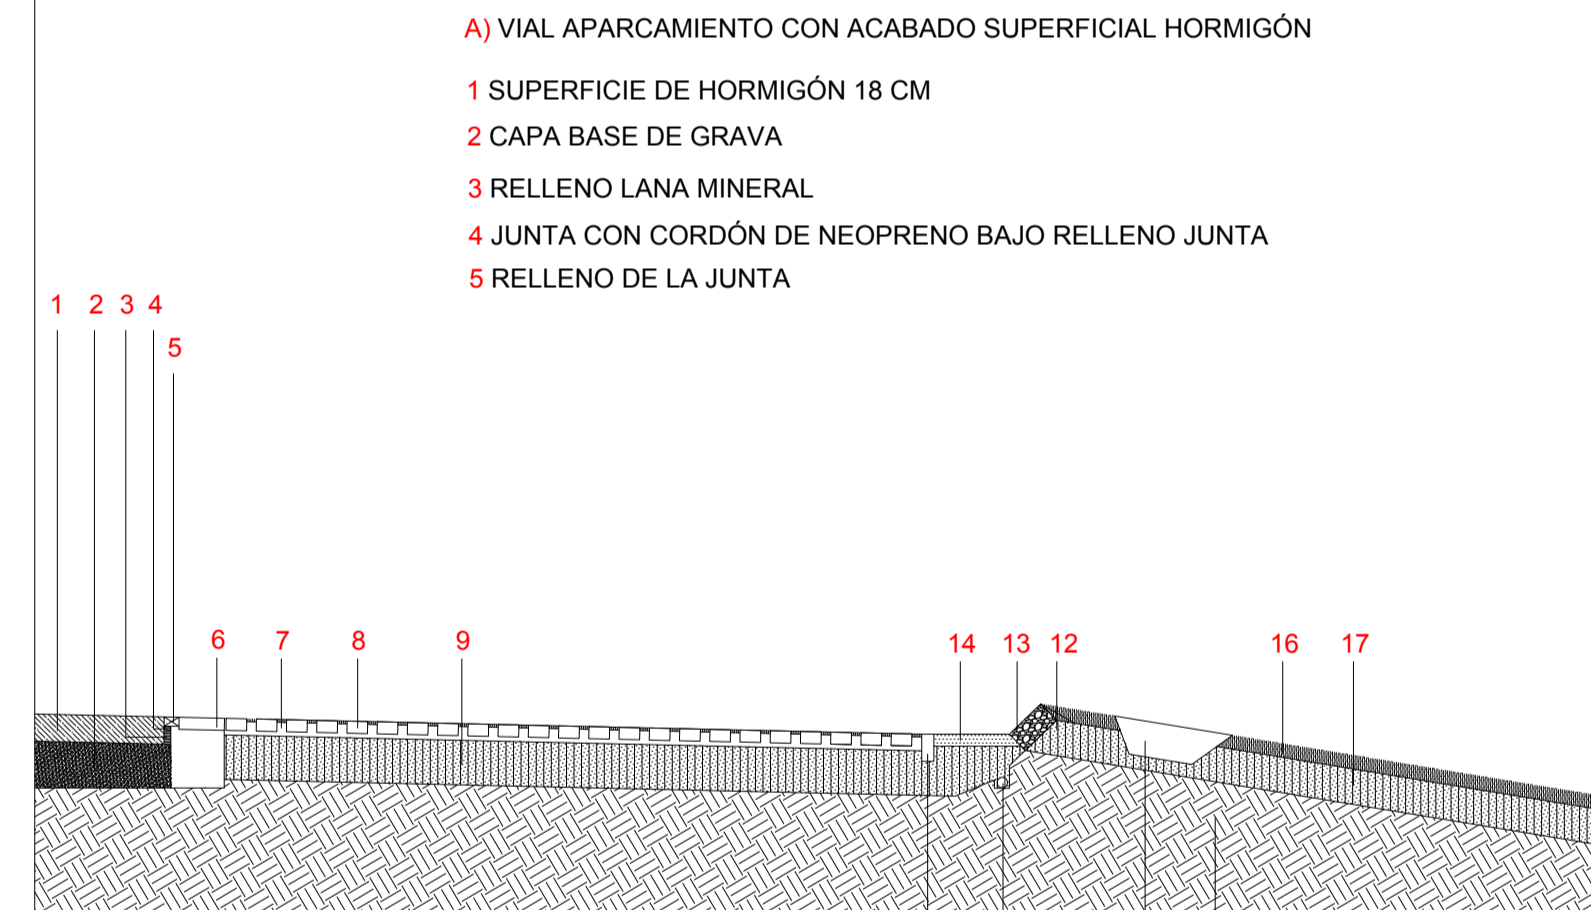 A) VIAL APARCAMIENTO CON ACABADO SUPERFICIAL HORMIGÓN
1 SUPERFICIE DE HORMIGÓN 18 CM
2 CAPA BASE DE GRAVA
3 RELLENO LANA MINERAL
4 JUNTA CON CORDÓN DE NEOPRENO BAJO RELLENO JUNTA
5 RELLENO DE LA JUNTA
1 2 3 4
5
6 7 8 9 14 13 12 16 17